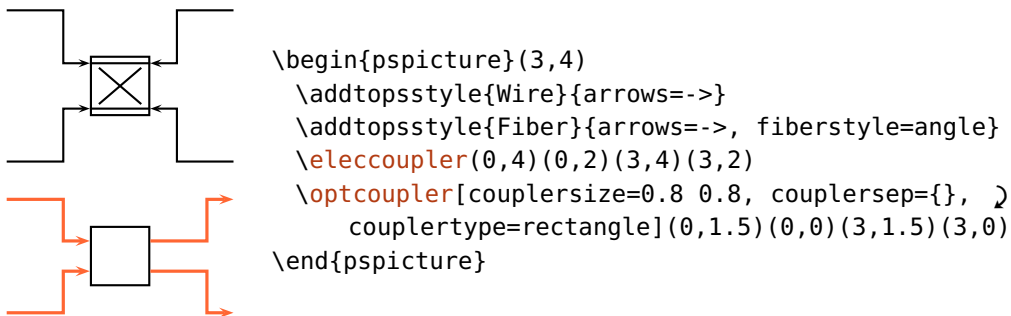 \begin{pspicture}(3,4)
\addtopsstyle{Wire}{arrows=->}
\addtopsstyle{Fiber}{arrows=->, fiberstyle=angle}
\eleccoupler(0,4)(0,2)(3,4)(3,2)
\optcoupler[couplersize=0.8 0.8, couplersep={},
couplertype=rectangle](0,1.5)(0,0)(3,1.5)(3,0)
\end{pspicture}